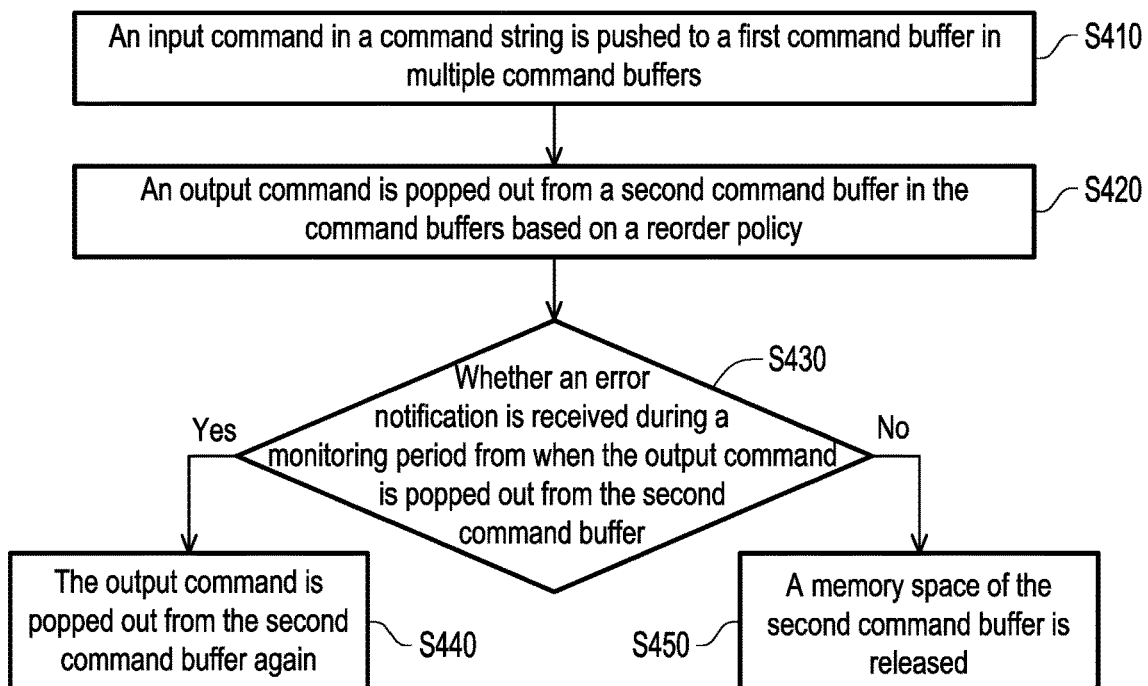 An input command in a command string is pushed to a first command buffer in
multiple command buffers
S410
An output command is popped out from a second command buffer in the
command buffers based on a reorder policy
S420
Whether an error
notification is received during a
monitoring period from when the output command
is popped out from the second
command buffer
S430
Yes
No
The output command is
popped out from the second
command buffer again
S440
A memory space of the
second command buffer is
released
S450